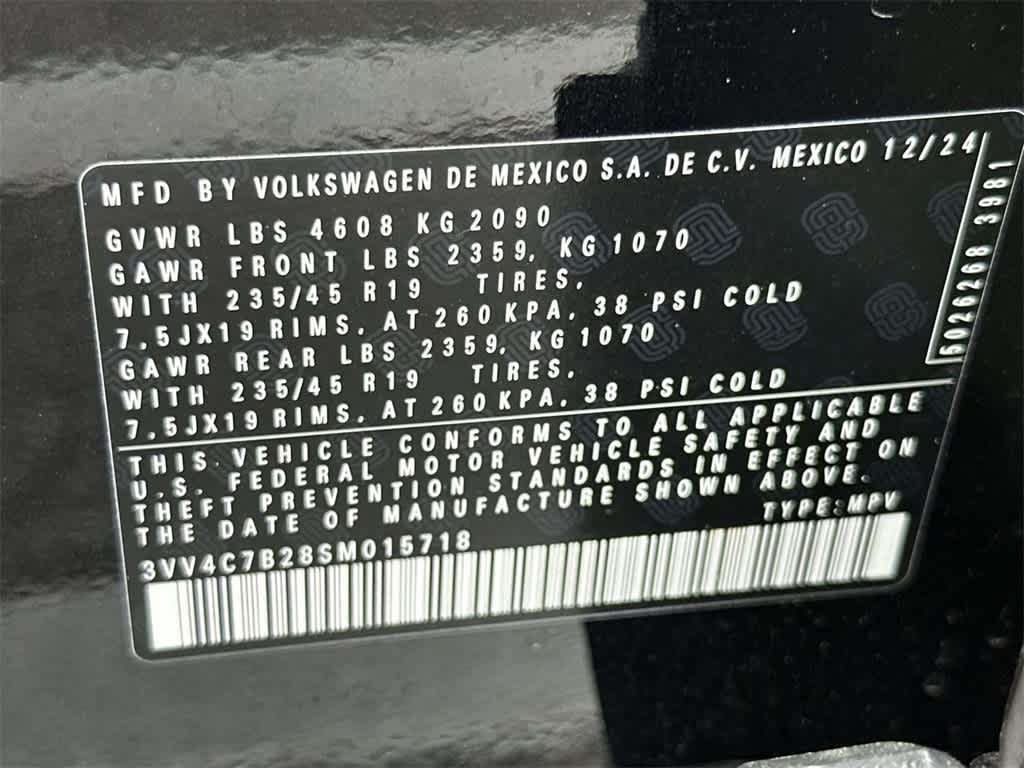 MFD BY VOLKSWAGEN DE MEXICO S.A. DE C.V. MEXICO 12/24
GVWR LBS 4608 KG 2090
GAWR FRONT LBS 2359, KG1070
WITH 235/45 R19 TIRES,
7,5JX19 RIMS, AT 260 KPA, 38 PSI COLD
GAWR REAR LBS 2359, KG1070
WITH 235/45 R19 TIRES,
7,5JX19 RIMS, AT 260 KPA, 38 PSI COLD
5026268 3981
THIS VEHICLE CONFORMS TO ALL APPLICABLE
U.S. FEDERAL MOTOR VEHICLE SAFETY AND
THEFT PREVENTION STANDARDS IN EFFECT ON
THE DATE OF MANUFACTURE SHOWN ABOVE.
TYPE:MPV
3VV4C7B28SM015718